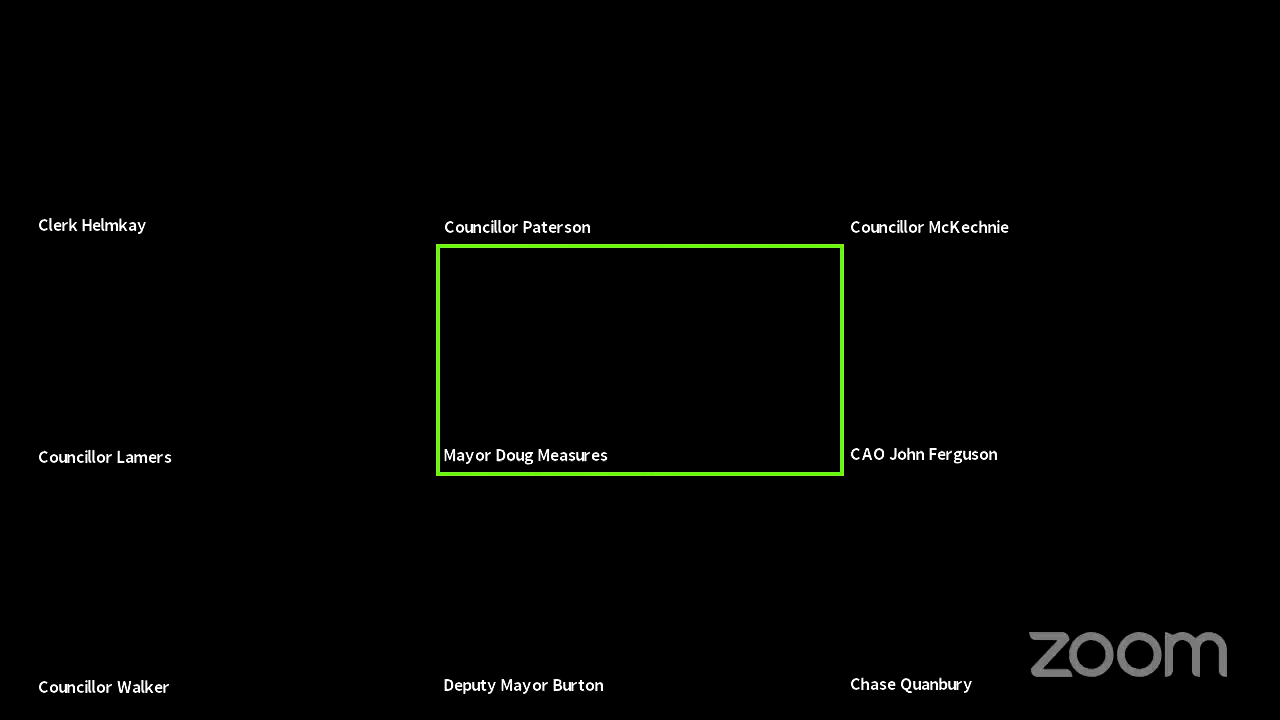 Clerk Helmkay
Councillor Paterson
Councillor McKechnie
Councillor Lamers
Mayor Doug Measures
CAO John Ferguson
Councillor Walker
Deputy Mayor Burton
Chase Quanbury
zoom